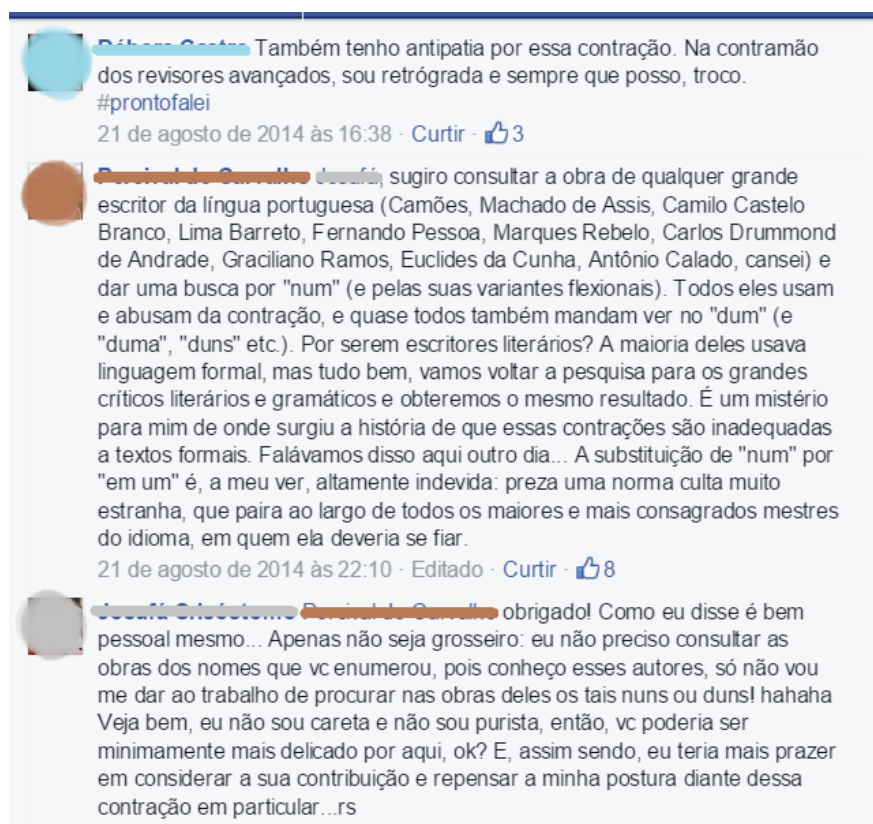 Também tenho antipatia por essa contração. Na contramão
dos revisores avançados, sou retrógrada e sempre que posso, troco.
#prontofalei
21 de agosto de 2014 às 16:38 · Curtir · 3
sugiro consultar a obra de qualquer grande
escritor da língua portuguesa (Camões, Machado de Assis, Camilo Castelo
Branco, Lima Barreto, Fernando Pessoa, Marques Rebelo, Carlos Drummond
de Andrade, Graciliano Ramos, Euclides da Cunha, Antônio Calado, cansei) e
dar uma busca por "num" (e pelas suas variantes flexionais). Todos eles usam
e abusam da contração, e quase todos também mandam ver no "dum" (e
"duma", "duns" etc.). Por serem escritores literários? A maioria deles usava
linguagem formal, mas tudo bem, vamos voltar a pesquisa para os grandes
críticos literários e gramáticos e obteremos o mesmo resultado. É um mistério
para mim de onde surgiu a história de que essas contrações são inadequadas
a textos formais. Falávamos disso aqui outro dia... A substituição de "num" por
"em um" é, a meu ver, altamente indevida: preza uma norma culta muito
estranha, que paira ao largo de todos os maiores e mais consagrados mestres
do idioma, em quem ela deveria se fiar.
21 de agosto de 2014 às 22:10 · Editado · Curtir · 8
obrigado! Como eu disse é bem
pessoal mesmo... Apenas não seja grosseiro: eu não preciso consultar as
obras dos nomes que vc enumerou, pois conheço esses autores, só não vou
me dar ao trabalho de procurar nas obras deles os tais nuns ou duns! hahaha
Veja bem, eu não sou careta e não sou purista, então, vc poderia ser
minimamente mais delicado por aqui, ok? E, assim sendo, eu teria mais prazer
em considerar a sua contribuição e repensar a minha postura diante dessa
contração em particular...rs